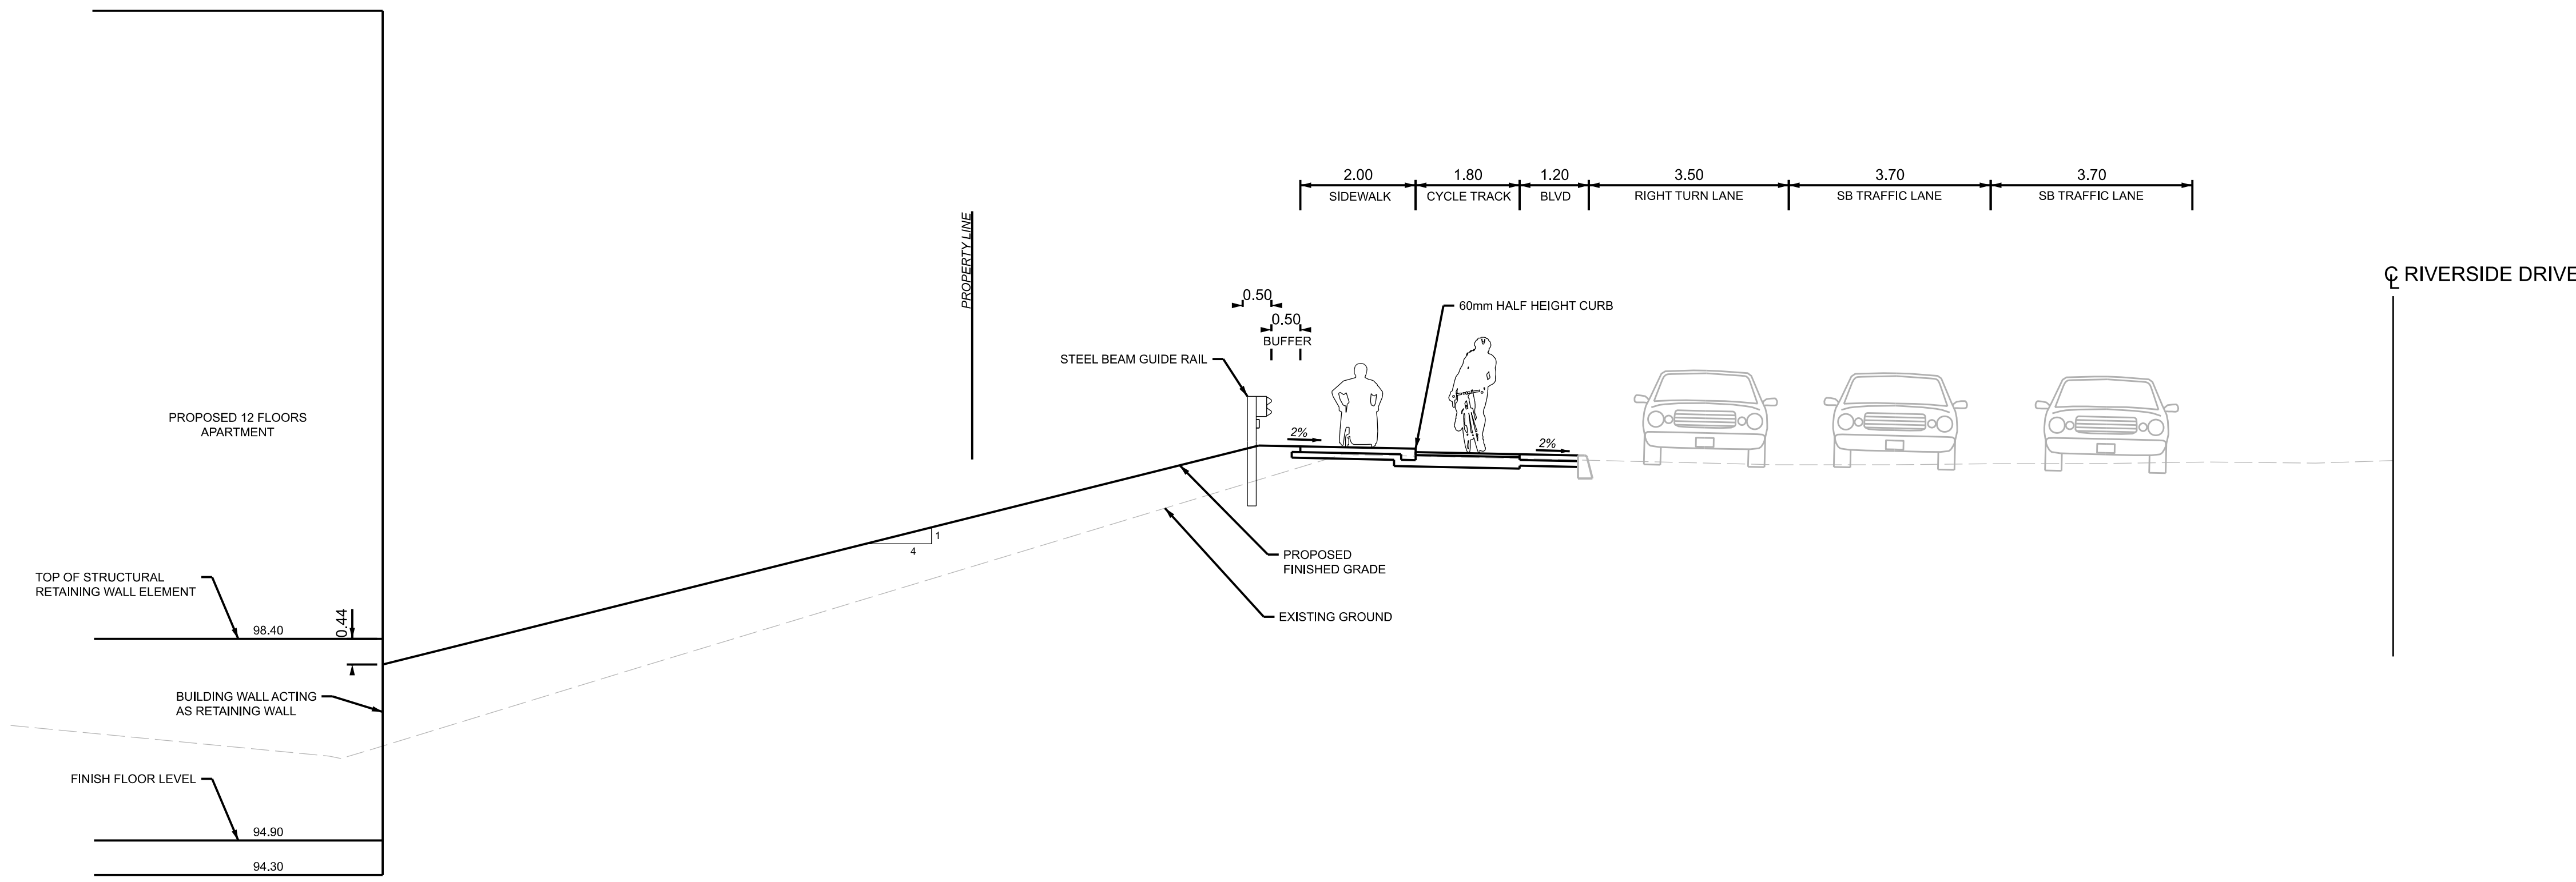 2.00
1.80
1.20
3.50
3.70
3.70
SIDEWALK
CYCLE TRACK
BLVD
RIGHT TURN LANE
SB TRAFFIC LANE
SB TRAFFIC LANE
PROPERTY LINE
℄ RIVERSIDE DRIVE
0.50
0.50
BUFFER
60mm HALF HEIGHT CURB
STEEL BEAM GUIDE RAIL
PROPOSED 12 FLOORS
APARTMENT
2%
2%
1
4
PROPOSED
FINISHED GRADE
EXISTING GROUND
TOP OF STRUCTURAL
RETAINING WALL ELEMENT
98.40
0.44
BUILDING WALL ACTING
AS RETAINING WALL
FINISH FLOOR LEVEL
94.90
94.30